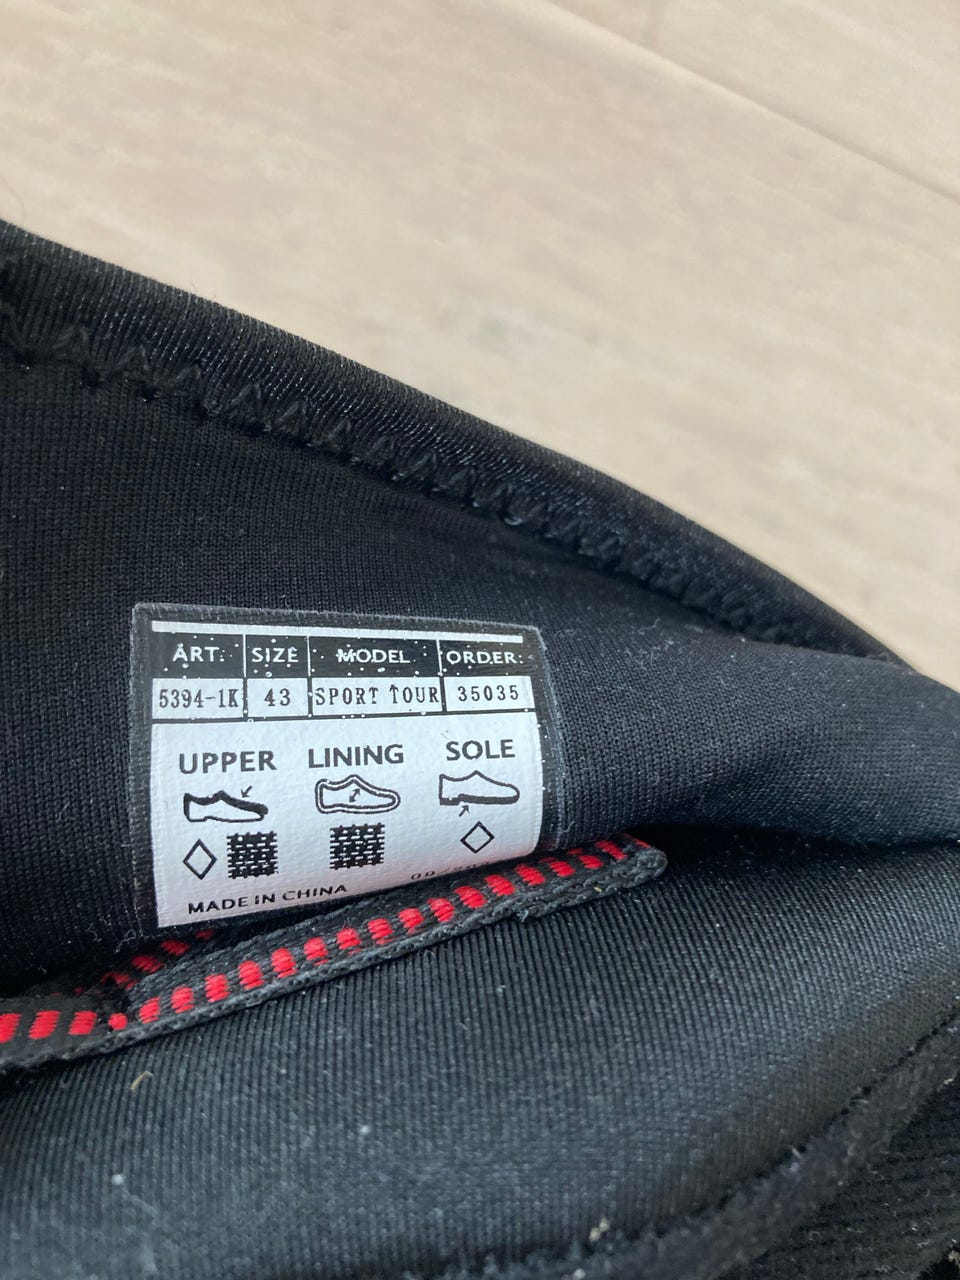 ART. SIZE MODEL ORDER
5394-1K 43 SPORT TOUR 35035
UPPER LINING SOLE
MADE IN CHINA